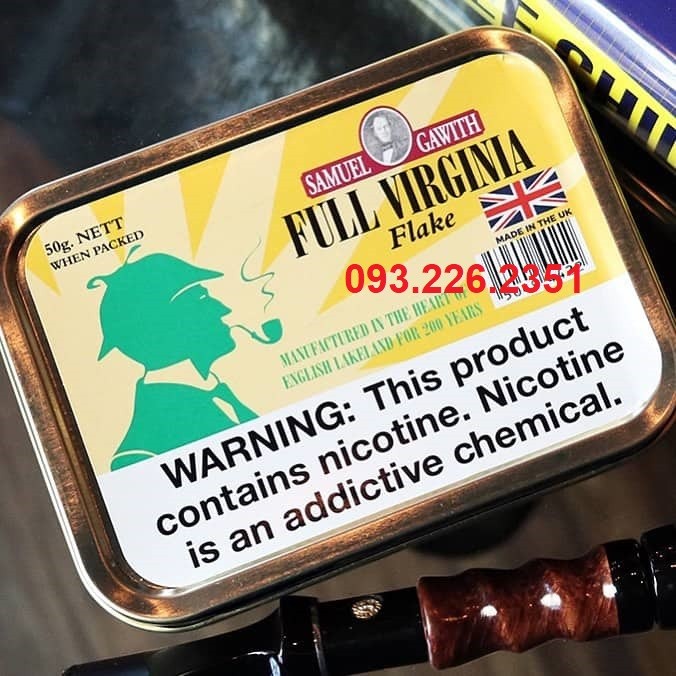 50g. NETT
WHEN PACKED
SAMUEL GAWITH
FULL VIRGINIA
Flake
MADE IN THE UK
093.226.2351
MANUFACTURED IN THE HEART OF
ENGLISH LAKELAND FOR 200 YEARS
WARNING: This product
contains nicotine. Nicotine
is an addictive chemical.